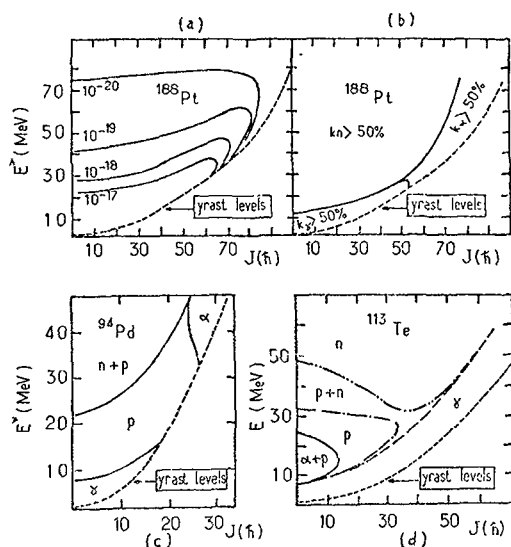 (a)
(b)
E* (MeV)
70
50
30
10
10-20
10-19
10-18
10-17
188Pt
yrast levels
10 30 50 70 J(ℏ)
188Pt
kn> 50%
kα> 50%
kγ> 50%
yrast levels
10 30 50 70 J(ℏ)
E* (MeV)
40
30
20
10
94Pd
n+p
α
p
γ
yrast levels
10 20 30 J(ℏ)
(c)
E (MeV)
50
30
10
113Te
n
p+n
p
α+p
γ
yrast levels
10 30 50 J(ℏ)
(d)